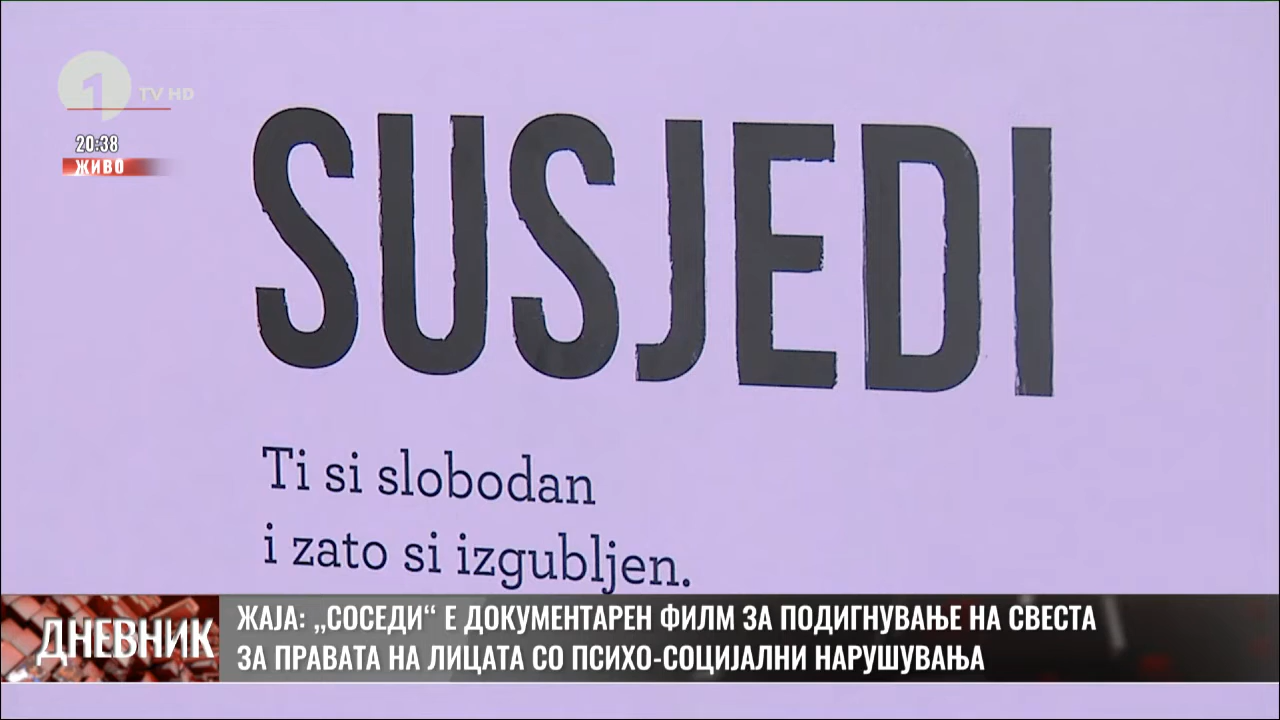 1 TV HD
20:38
ЖИВО
SUSJEDI
Ti si slobodan
i zato si izgubljen.
ДНЕВНИК
ЖАЈА: „СОСЕДИ“ Е ДОКУМЕНТАРЕН ФИЛМ ЗА ПОДИГНУВАЊЕ НА СВЕСТА
ЗА ПРАВАТА НА ЛИЦАТА СО ПСИХО-СОЦИЈАЛНИ НАРУШУВАЊА